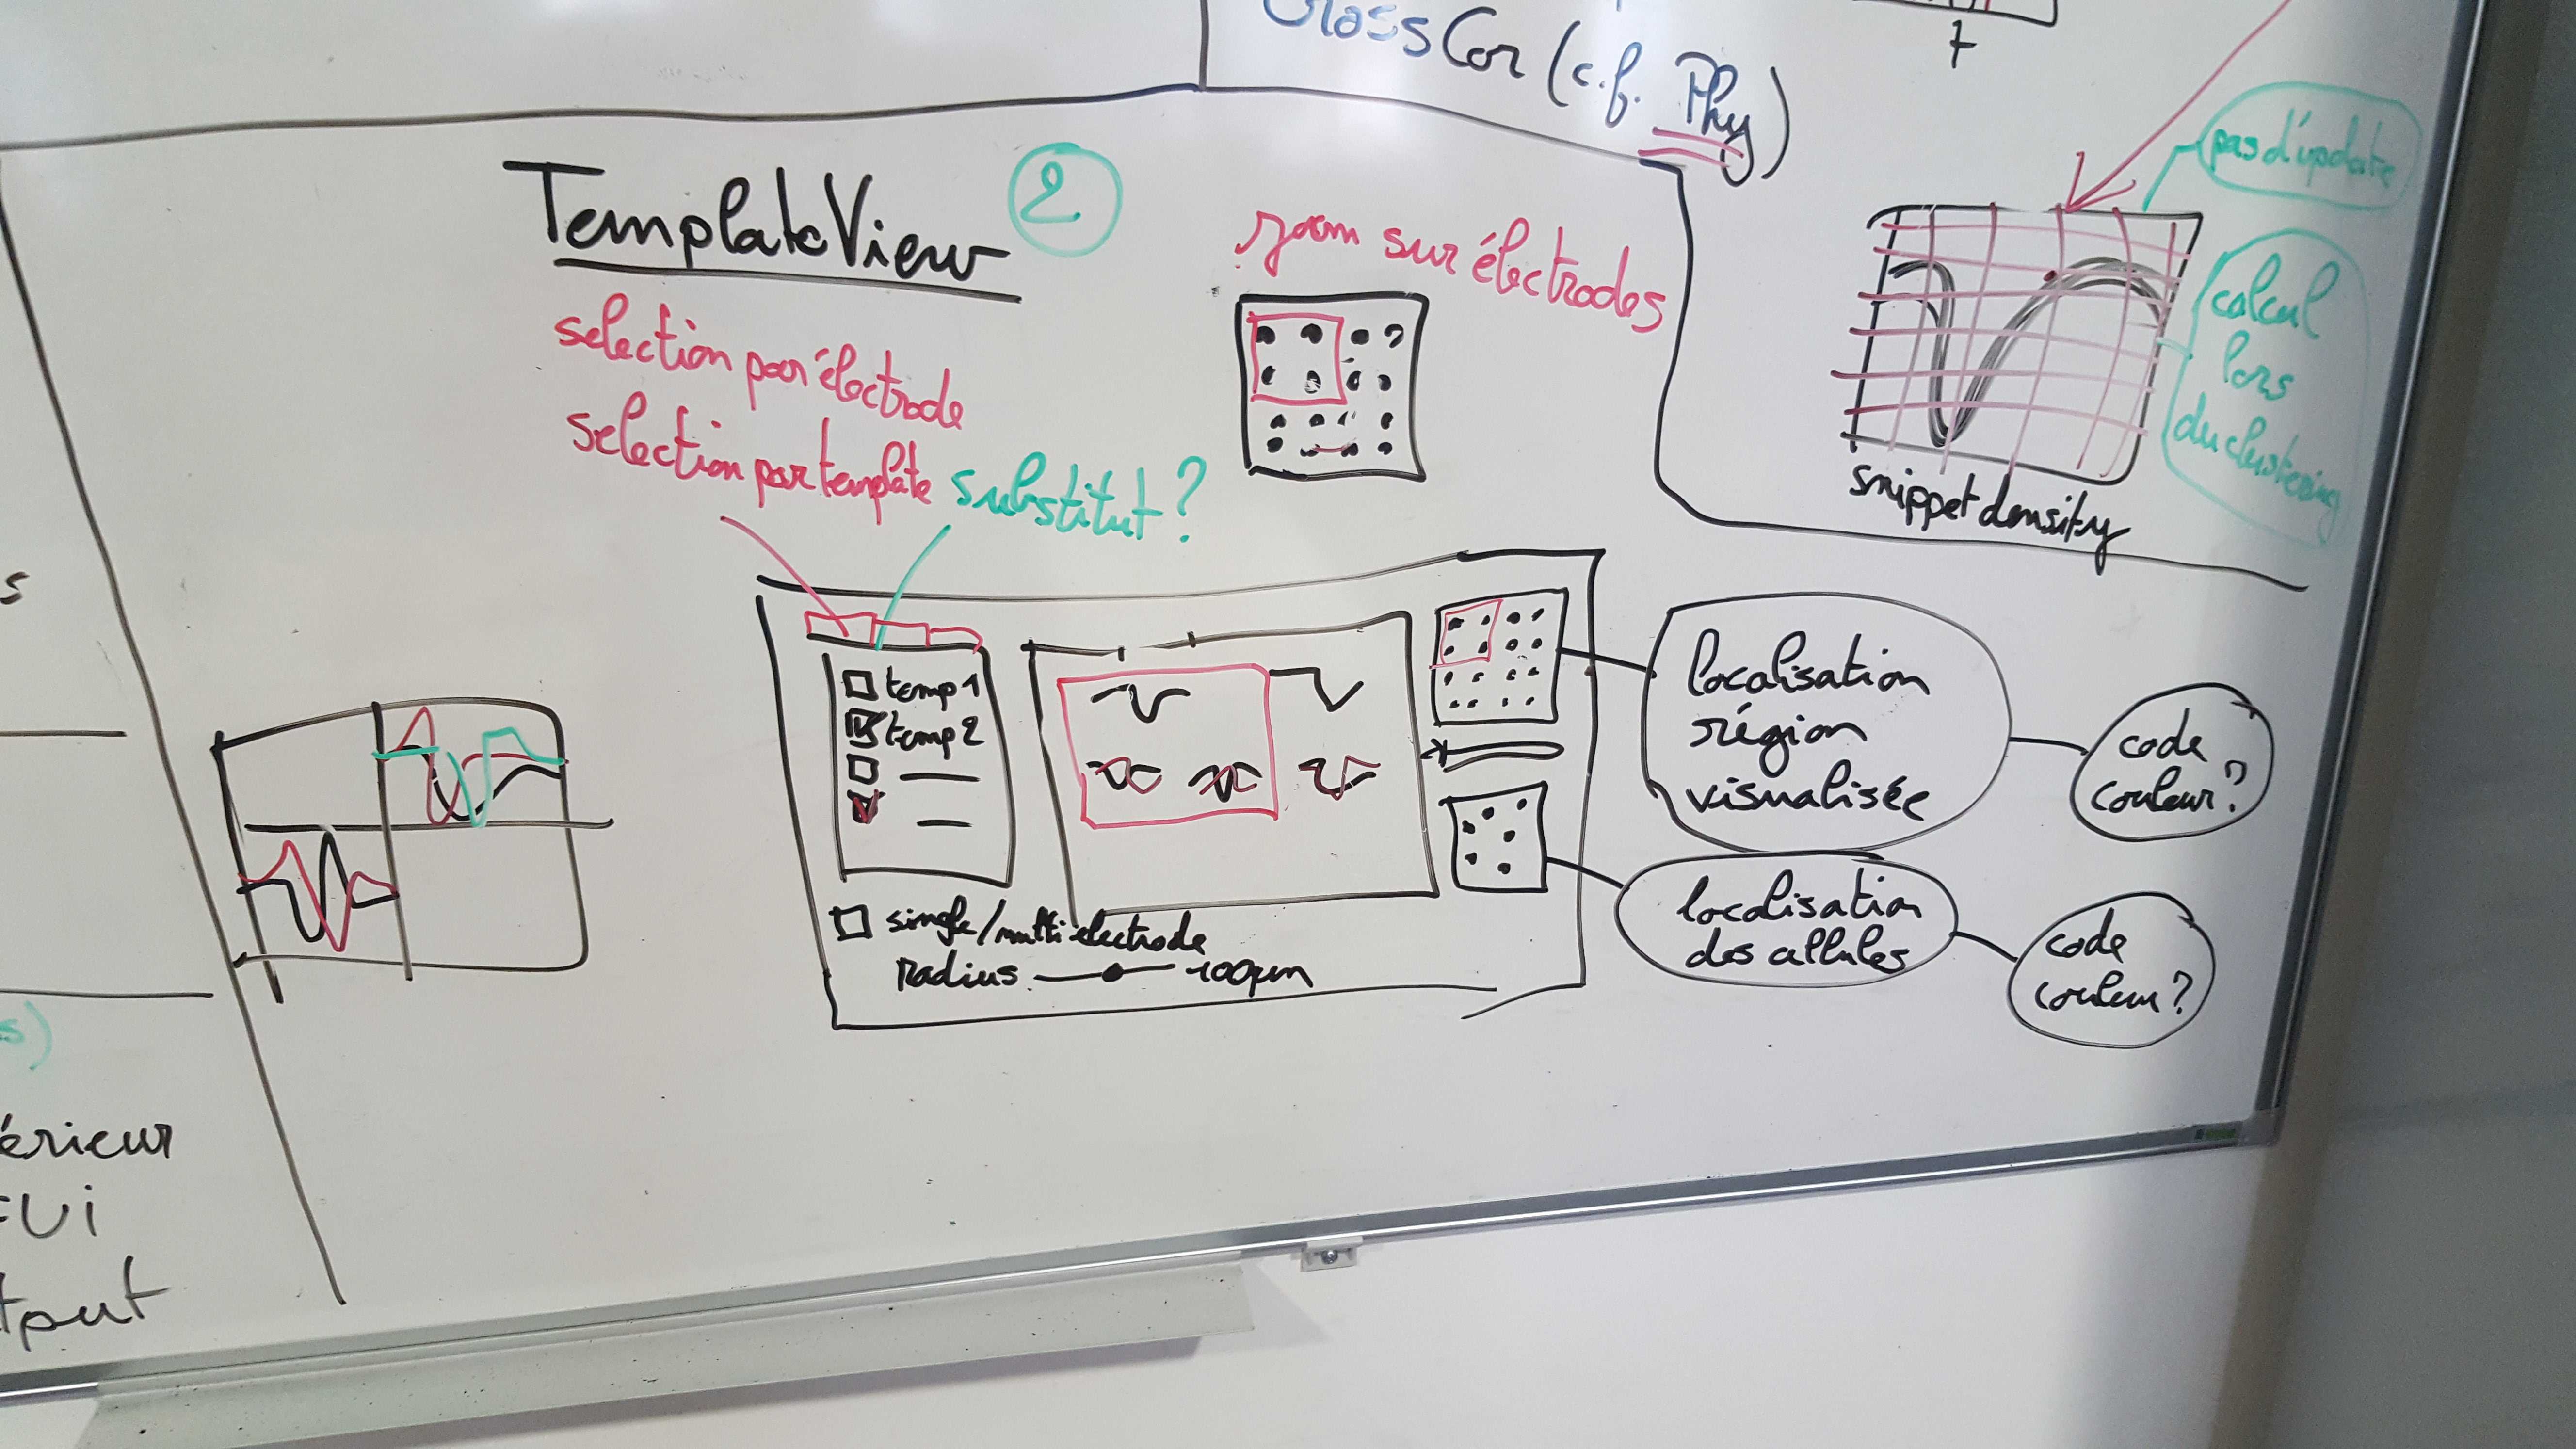 CrossCor (c.f. Phy)
7
pas d'update
TemplateView
2
zoom sur électrodes
selection par électrode
selection par template
substitut?
calcul
lors
du clustering
snippet density
s
temp 1
temp 2
localisation
région
visualisée
code
couleur?
single/multi electrode
radius 100µm
localisation
des cellules
code
couleur?
s)
érieur
Ui
tput